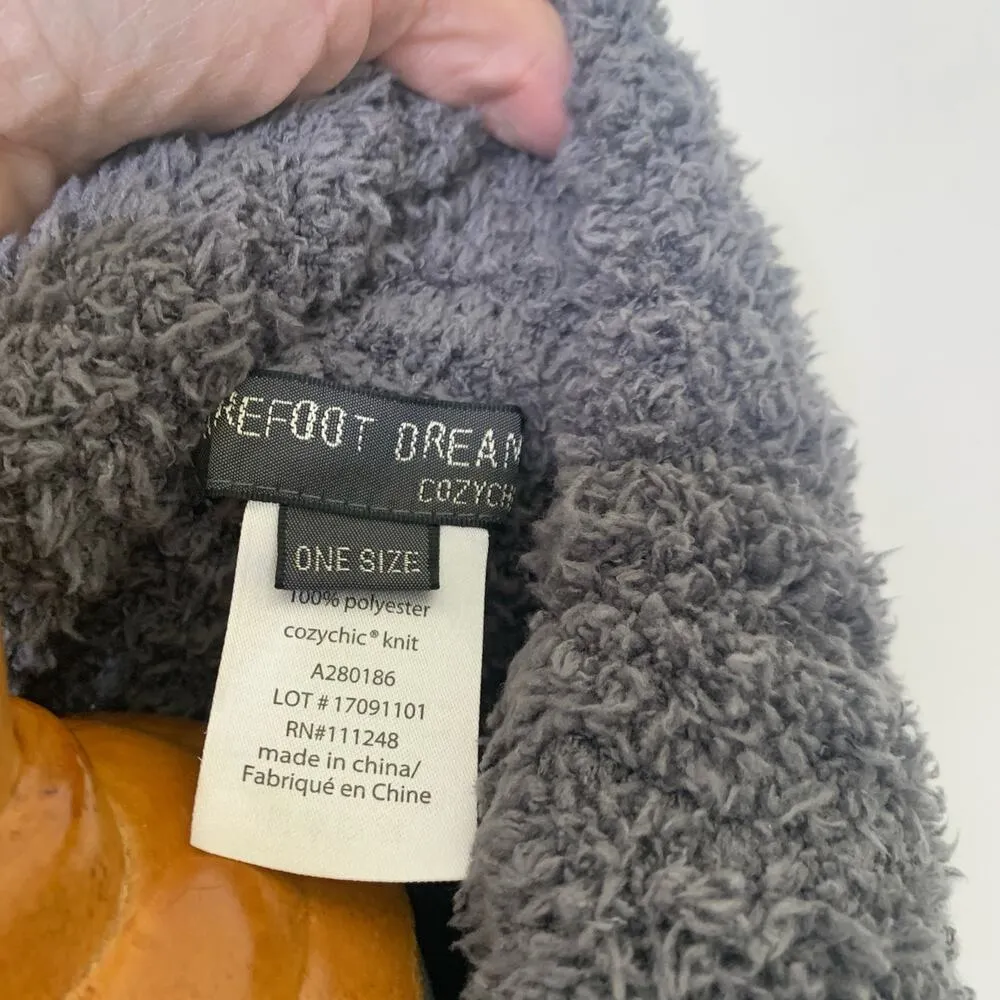 REFOOT DREAM
COZYCH
ONE SIZE
100% polyester
cozychic® knit
A280186
LOT # 17091101
RN#111248
made in china/
Fabriqué en Chine